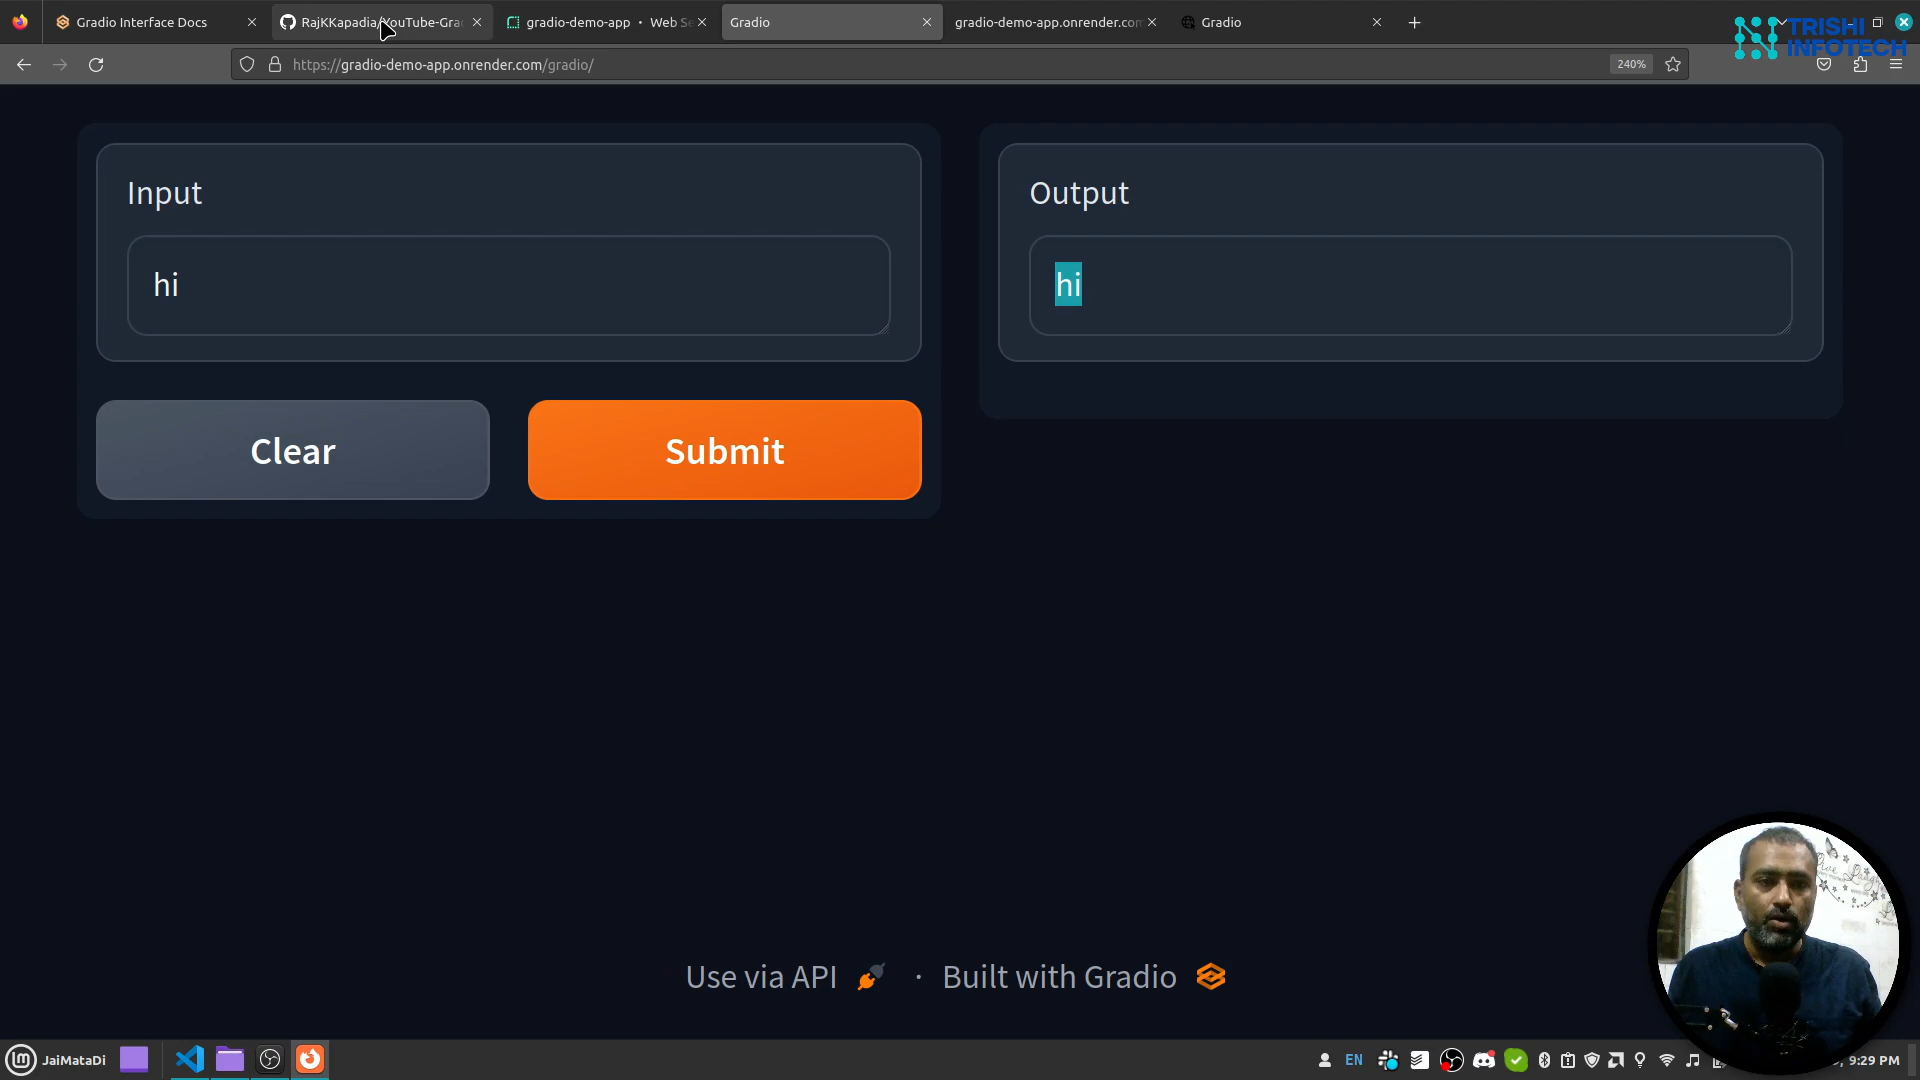 Gradio Interface Docs
RajKKapadia/YouTube-Gra
gradio-demo-app • Web Se
Gradio
gradio-demo-app.onrender.com
Gradio
TRISHI
INFOTECH
https://gradio-demo-app.onrender.com/gradio/
240%
Input
Output
hi
hi
Clear
Submit
Use via API · Built with Gradio
JaiMataDi
EN
9:29 PM